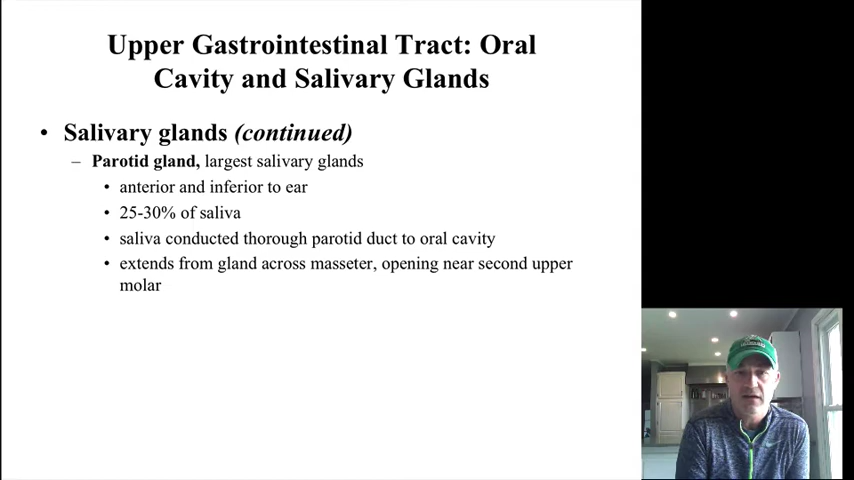 Upper Gastrointestinal Tract: Oral
Cavity and Salivary Glands
• Salivary glands (continued)
– Parotid gland, largest salivary glands
• anterior and inferior to ear
• 25-30% of saliva
• saliva conducted thorough parotid duct to oral cavity
• extends from gland across masseter, opening near second upper
molar